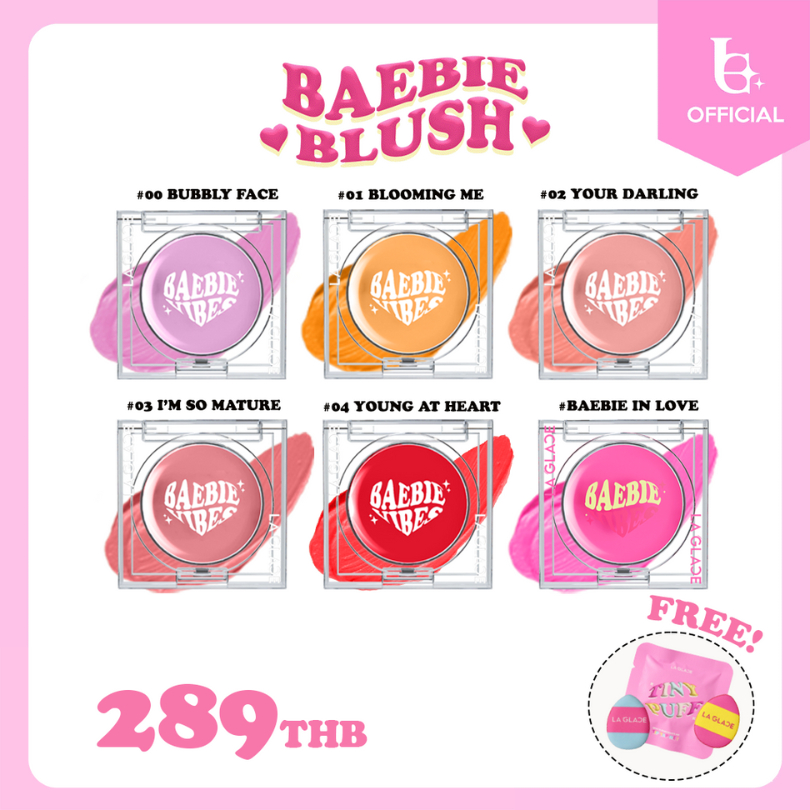 BAEBIE
BLUSH
OFFICIAL
#00 BUBBLY FACE
#01 BLOOMING ME
#02 YOUR DARLING
BAEBIE
VIBES
BAEBIE
VIBES
BAEBIE
VIBES
#03 I'M SO MATURE
#04 YOUNG AT HEART
#BAEBIE IN LOVE
LA GLACE
BAEBIE
VIBES
BAEBIE
VIBES
BAEBIE
VIBES
LA GLACE
FREE!
TINY
PUFF
LA GLACE
LA GLACE
289THB